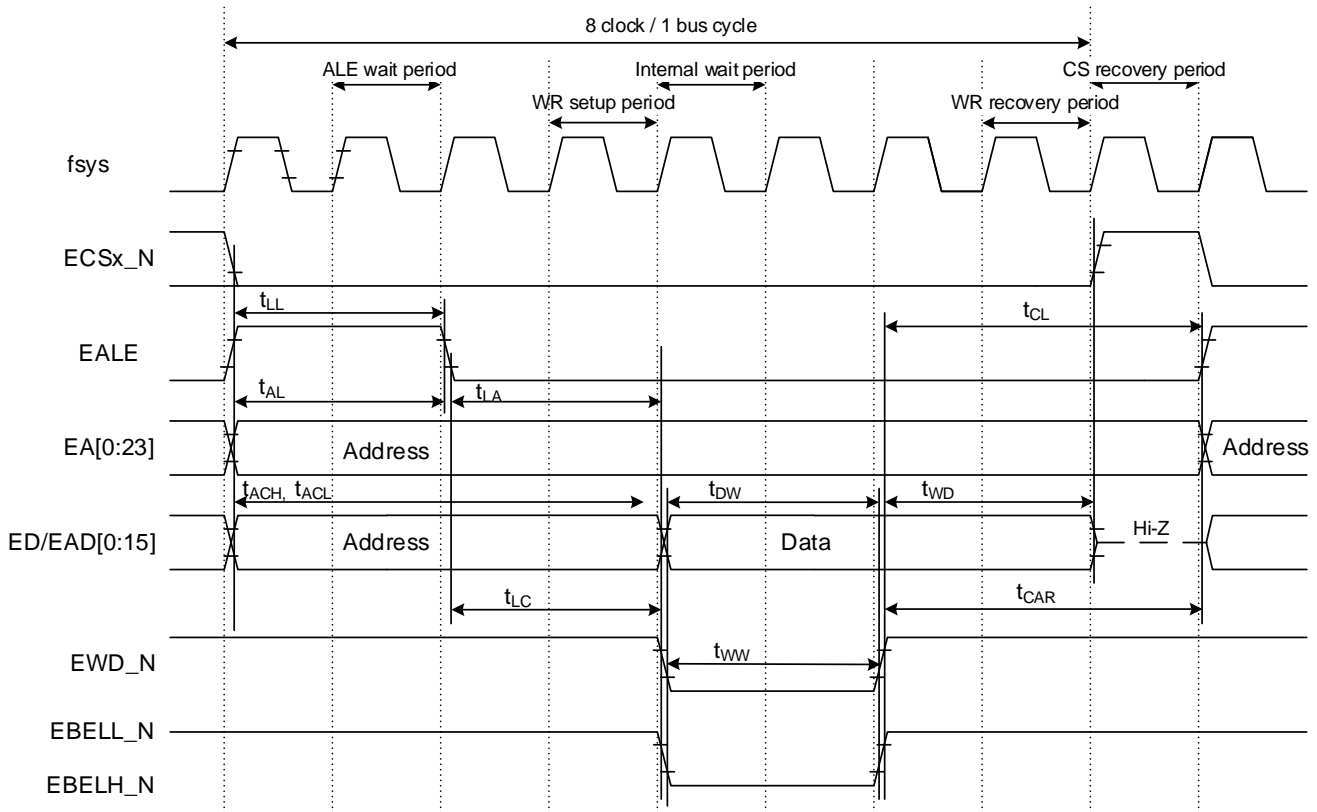 8 clock / 1 bus cycle
ALE wait period
Internal wait period
CS recovery period
WR setup period
WR recovery period
fsys
ECSx_N
tLL
tCL
EALE
tAL
tLA
EA[0:23]
Address
Address
tACH, tACL
tDW
tWD
ED/EAD[0:15]
Address
Data
Hi-Z
tLC
tCAR
EWD_N
tWW
EBELL_N
EBELH_N